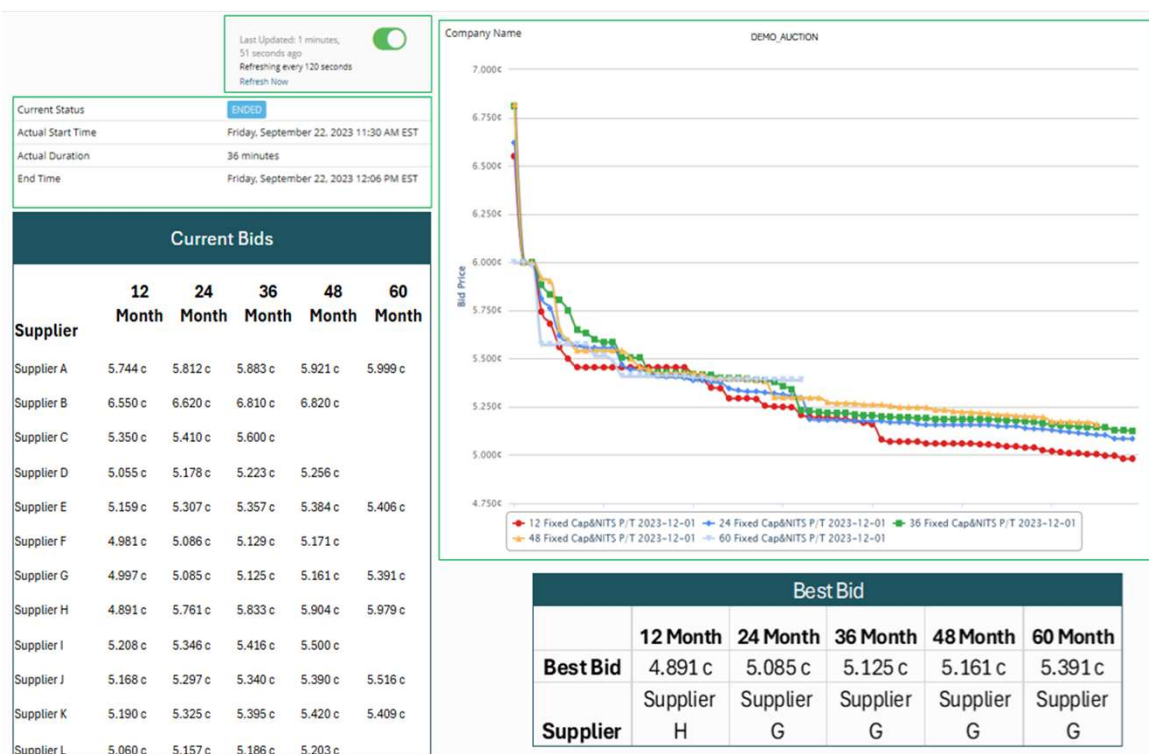 Last Updated: 1 minutes,
51 seconds ago
Refreshing every 120 seconds
Refresh Now
Current Status ENDED
Actual Start Time Friday, September 22, 2023 11:30 AM EST
Actual Duration 36 minutes
End Time Friday, September 22, 2023 12:06 PM EST
Current Bids
Supplier 12 Month 24 Month 36 Month 48 Month 60 Month
Supplier A 5.744 c 5.812 c 5.883 c 5.921 c 5.999 c
Supplier B 6.550 c 6.620 c 6.810 c 6.820 c
Supplier C 5.350 c 5.410 c 5.600 c
Supplier D 5.055 c 5.178 c 5.223 c 5.256 c
Supplier E 5.159 c 5.307 c 5.357 c 5.384 c 5.406 c
Supplier F 4.981 c 5.086 c 5.129 c 5.171 c
Supplier G 4.997 c 5.085 c 5.125 c 5.161 c 5.391 c
Supplier H 4.891 c 5.761 c 5.833 c 5.904 c 5.979 c
Supplier I 5.208 c 5.346 c 5.416 c 5.500 c
Supplier J 5.168 c 5.297 c 5.340 c 5.390 c 5.516 c
Supplier K 5.190 c 5.325 c 5.395 c 5.420 c 5.409 c
Supplier L 5.060 c 5.157 c 5.186 c 5.203 c
Company Name
DEMO_AUCTION
7.000¢
6.750¢
6.500¢
6.250¢
6.000¢
5.750¢
5.500¢
5.250¢
5.000¢
4.750¢
Bid Price
12 Fixed Cap&NITS P/T 2023-12-01 24 Fixed Cap&NITS P/T 2023-12-01 36 Fixed Cap&NITS P/T 2023-12-01
48 Fixed Cap&NITS P/T 2023-12-01 60 Fixed Cap&NITS P/T 2023-12-01
Best Bid
12 Month 24 Month 36 Month 48 Month 60 Month
Best Bid 4.891 c 5.085 c 5.125 c 5.161 c 5.391 c
Supplier Supplier H Supplier G Supplier G Supplier G Supplier G